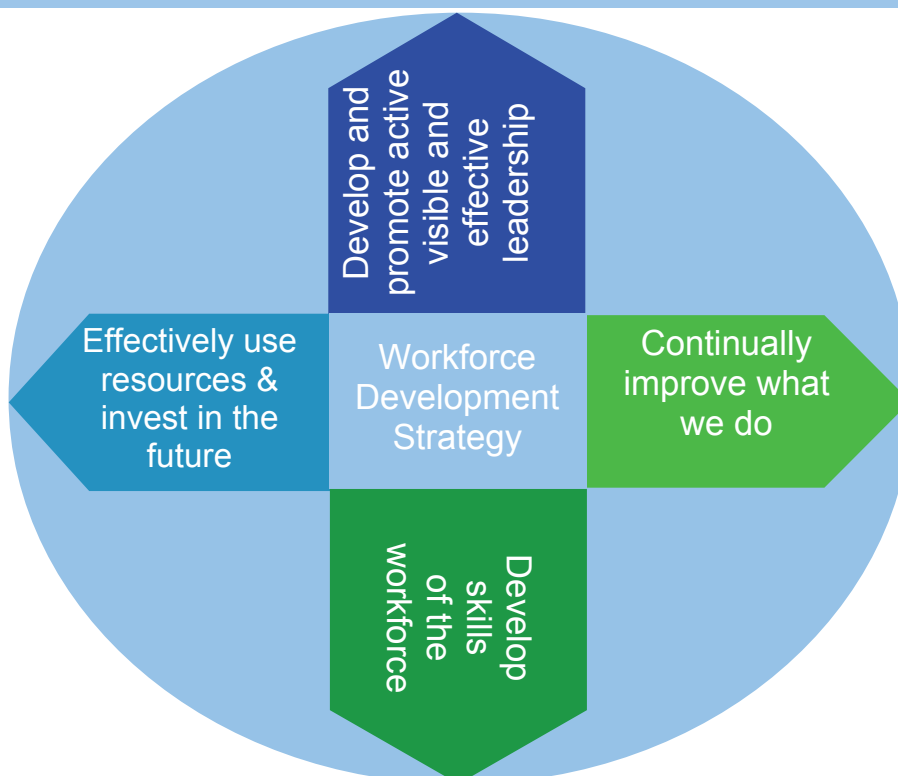 Develop and
promote active
visible and
effective
leadership
Effectively use
resources &
invest in the
future
Workforce
Development
Strategy
Continually
improve what
we do
Develop
skills
of the
workforce